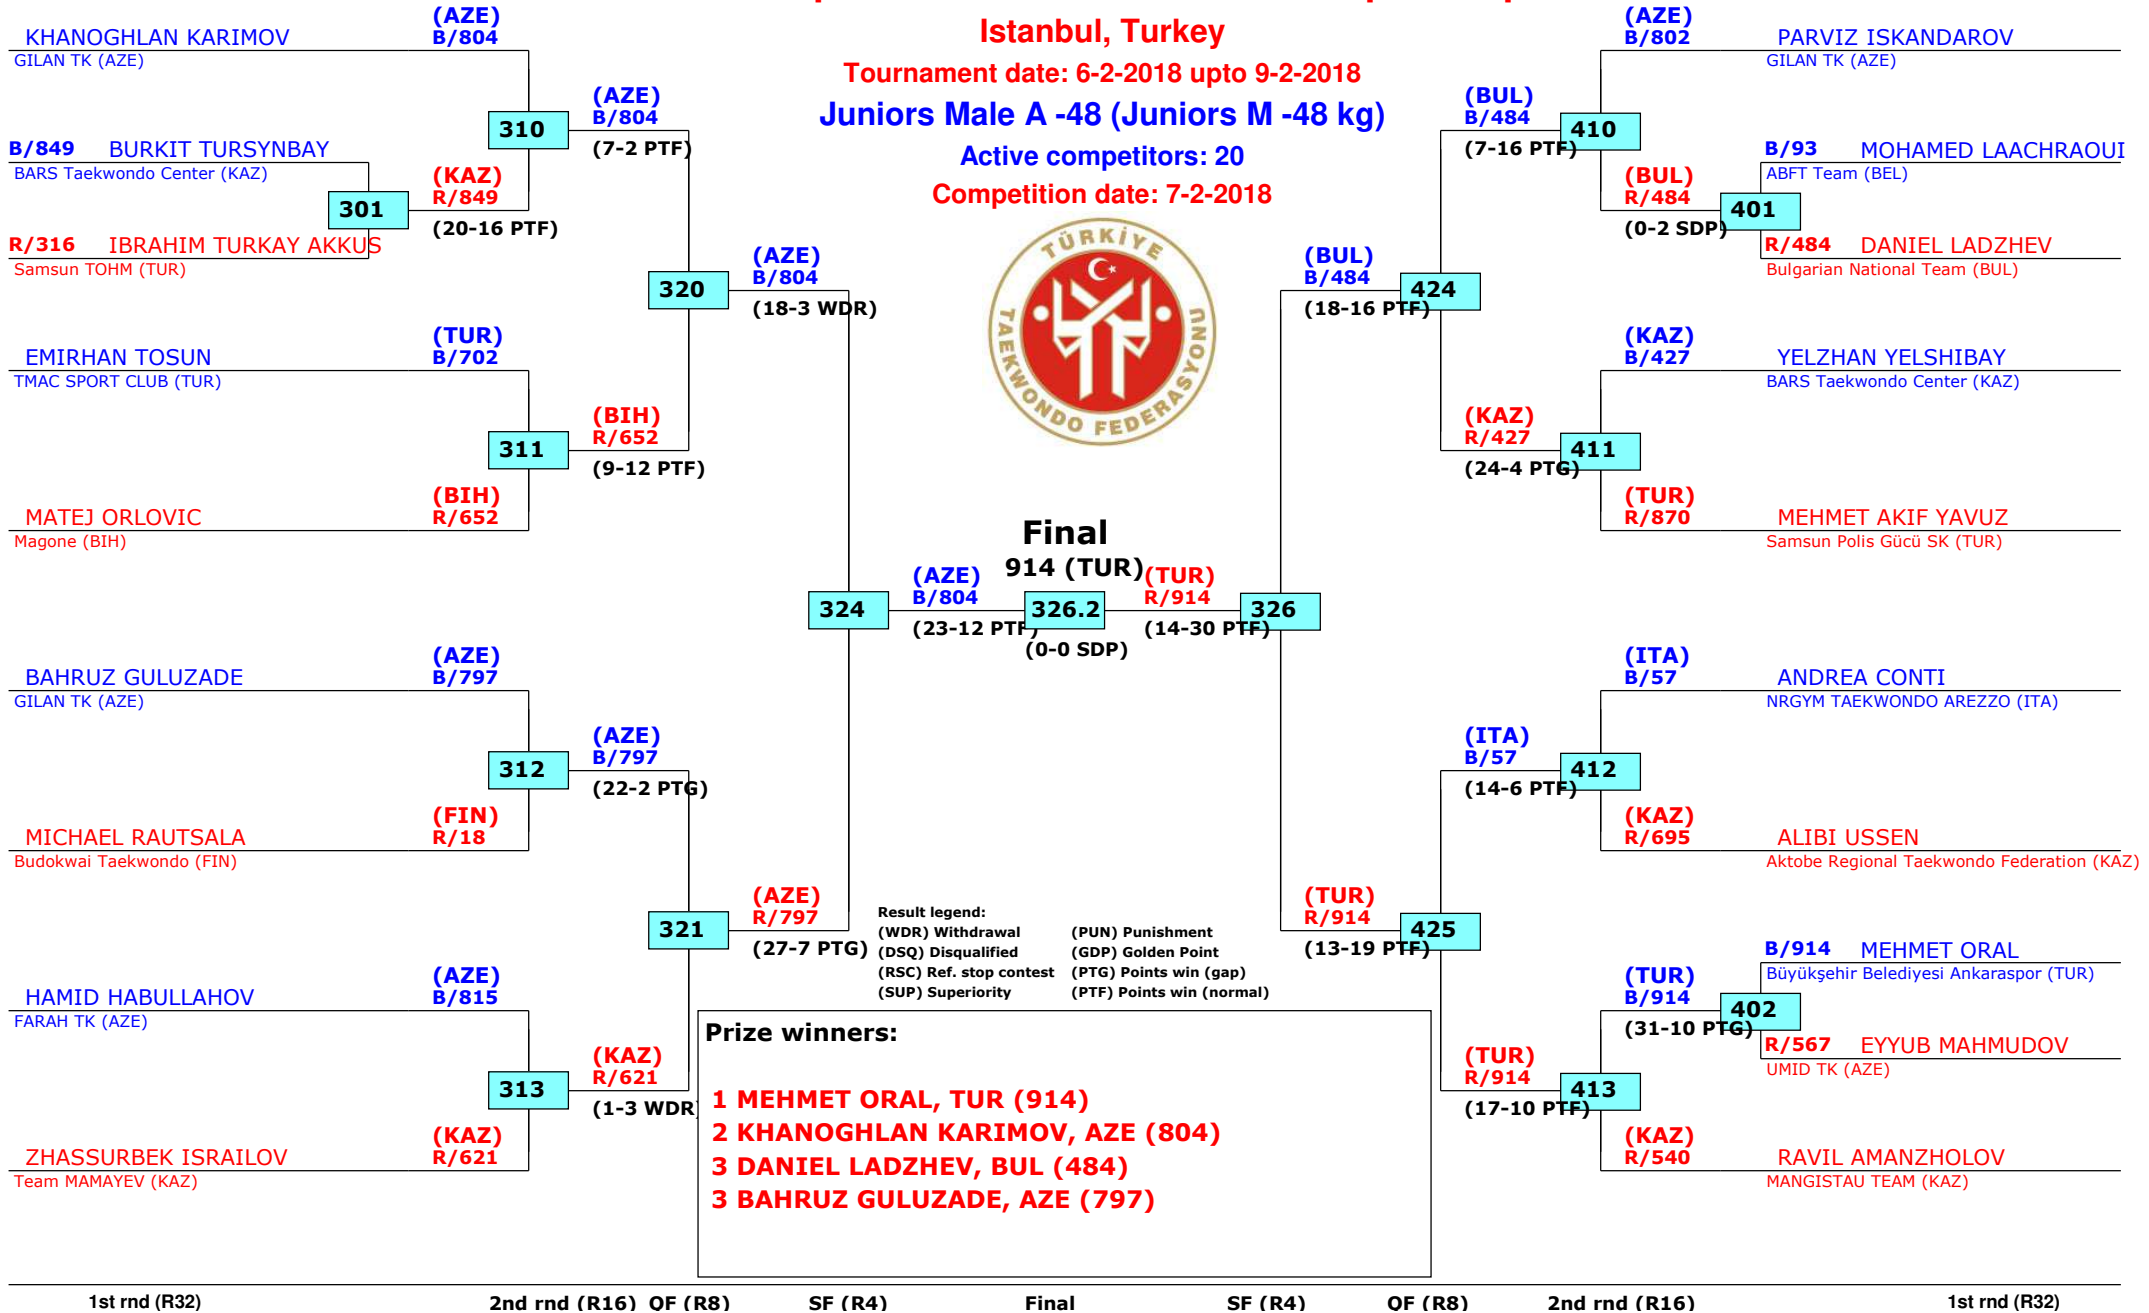 Istanbul, Turkey
Tournament date: 6-2-2018 upto 9-2-2018
Juniors Male A -48 (Juniors M -48 kg)
Active competitors: 20
Competition date: 7-2-2018
TÜRKİYE
TAEKWONDO FEDERASYONU
(AZE)
KHANOGHLAN KARIMOV B/804
GILAN TK (AZE)
B/849 BURKIT TURSYNBAY
BARS Taekwondo Center (KAZ)
301
R/316 IBRAHIM TURKAY AKKUS
Samsun TOHM (TUR)
(KAZ)
R/849
(20-16 PTF)
310
(AZE)
B/804
(7-2 PTF)
(TUR)
EMIRHAN TOSUN B/702
TMAC SPORT CLUB (TUR)
311
(BIH)
MATEJ ORLOVIC R/652
Magone (BIH)
(BIH)
R/652
(9-12 PTF)
320
(AZE)
B/804
(18-3 WDR)
(AZE)
BAHRUZ GULUZADE B/797
GILAN TK (AZE)
312
(FIN)
MICHAEL RAUTSALA R/18
Budokwai Taekwondo (FIN)
(AZE)
B/797
(22-2 PTG)
(AZE)
HAMID HABULLAHOV B/815
FARAH TK (AZE)
313
(KAZ)
ZHASSURBEK ISRAILOV R/621
Team MAMAYEV (KAZ)
(KAZ)
R/621
(1-3 WDR)
321
(AZE)
R/797
(27-7 PTG)
324
(AZE)
B/804
(23-12 PTF)
Final
914 (TUR)
326.2
(0-0 SDP)
(TUR)
R/914
(14-30 PTF)
326
(BUL)
B/484
(18-16 PTF)
424
(BUL)
B/484
(7-16 PTF)
410
(AZE)
B/802 PARVIZ ISKANDAROV
GILAN TK (AZE)
B/93 MOHAMED LAACHRAOUI
ABFT Team (BEL)
(BUL)
R/484
(0-2 SDP)
401
R/484 DANIEL LADZHEV
Bulgarian National Team (BUL)
(KAZ)
B/427 YELZHAN YELSHIBAY
BARS Taekwondo Center (KAZ)
(KAZ)
R/427
(24-4 PTG)
411
(TUR)
R/870 MEHMET AKIF YAVUZ
Samsun Polis Gücü SK (TUR)
(ITA)
B/57 ANDREA CONTI
NRGYM TAEKWONDO AREZZO (ITA)
(ITA)
B/57
(14-6 PTF)
412
(KAZ)
R/695 ALIBI USSEN
Aktobe Regional Taekwondo Federation (KAZ)
(TUR)
R/914
(13-19 PTF)
425
B/914 MEHMET ORAL
Büyükşehir Belediyesi Ankaraspor (TUR)
(TUR)
B/914
(31-10 PTG)
402
R/567 EYYUB MAHMUDOV
UMID TK (AZE)
(TUR)
R/914
(17-10 PTF)
413
(KAZ)
R/540 RAVIL AMANZHOLOV
MANGISTAU TEAM (KAZ)
Result legend:
(WDR) Withdrawal (PUN) Punishment
(DSQ) Disqualified (GDP) Golden Point
(RSC) Ref. stop contest (PTG) Points win (gap)
(SUP) Superiority (PTF) Points win (normal)
Prize winners:
1 MEHMET ORAL, TUR (914)
2 KHANOGHLAN KARIMOV, AZE (804)
3 DANIEL LADZHEV, BUL (484)
3 BAHRUZ GULUZADE, AZE (797)
1st rnd (R32) 2nd rnd (R16) QF (R8) SF (R4) Final SF (R4) QF (R8) 2nd rnd (R16) 1st rnd (R32)